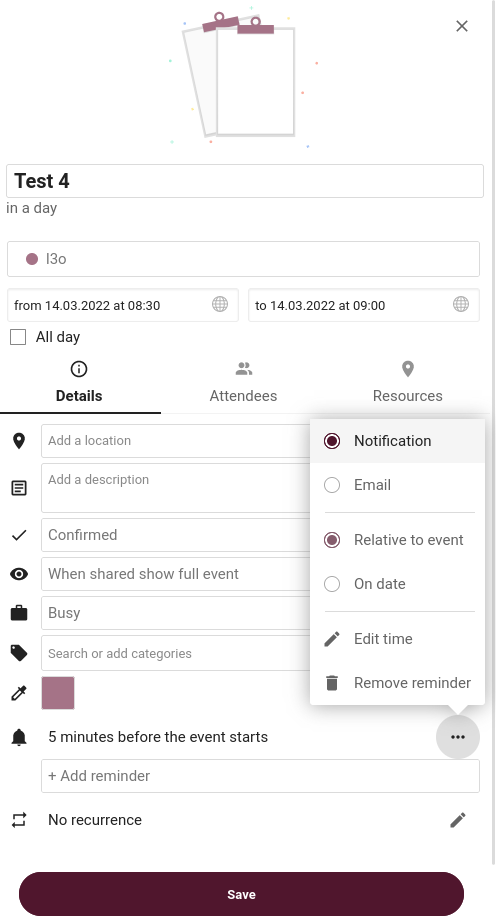 Test 4
in a day
l3o
from 14.03.2022 at 08:30
to 14.03.2022 at 09:00
All day
Details
Attendees
Resources
Add a location
Add a description
Confirmed
When shared show full event
Busy
Search or add categories
Notification
Email
Relative to event
On date
Edit time
Remove reminder
5 minutes before the event starts
+ Add reminder
No recurrence
Save